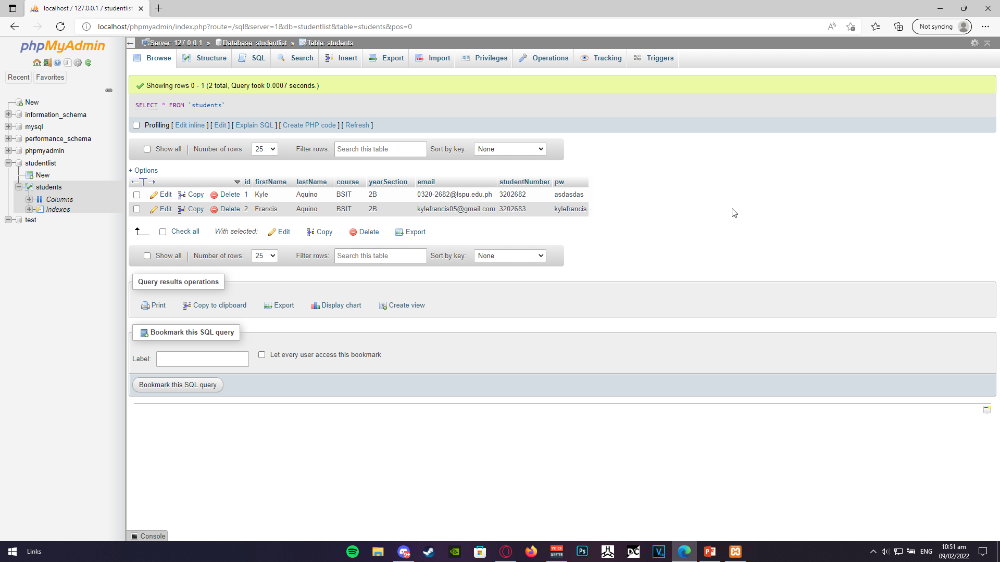 localhost / 127.0.0.1 / studentlist
localhost/phpmyadmin/index.php?route=/sql&server=1&db=studentlist&table=students&pos=0
Not syncing
phpMyAdmin
Recent Favorites
New
information_schema
mysql
performance_schema
phpmyadmin
studentlist
New
students
Columns
Indexes
test
Server: 127.0.0.1 » Database: studentlist » Table: students
Browse Structure SQL Search Insert Export Import Privileges Operations Tracking Triggers
Showing rows 0 - 1 (2 total, Query took 0.0007 seconds.)
SELECT * FROM `students`
Profiling [ Edit inline ] [ Edit ] [ Explain SQL ] [ Create PHP code ] [ Refresh ]
Show all Number of rows: 25 Filter rows: Search this table Sort by key: None
+ Options
id firstName lastName course yearSection email studentNumber pw
Edit Copy Delete 1 Kyle Aquino BSIT 2B 0320-2682@lspu.edu.ph 3202682 asdasdas
Edit Copy Delete 2 Francis Aquino BSIT 2B kylefrancis05@gmail.com 3202683 kylefrancis
Check all With selected: Edit Copy Delete Export
Show all Number of rows: 25 Filter rows: Search this table Sort by key: None
Query results operations
Print Copy to clipboard Export Display chart Create view
Bookmark this SQL query
Label: Let every user access this bookmark
Bookmark this SQL query
Console
Links
9+
VOICE
MEETER
Ps
DC
ENG
10:51 am
09/02/2022